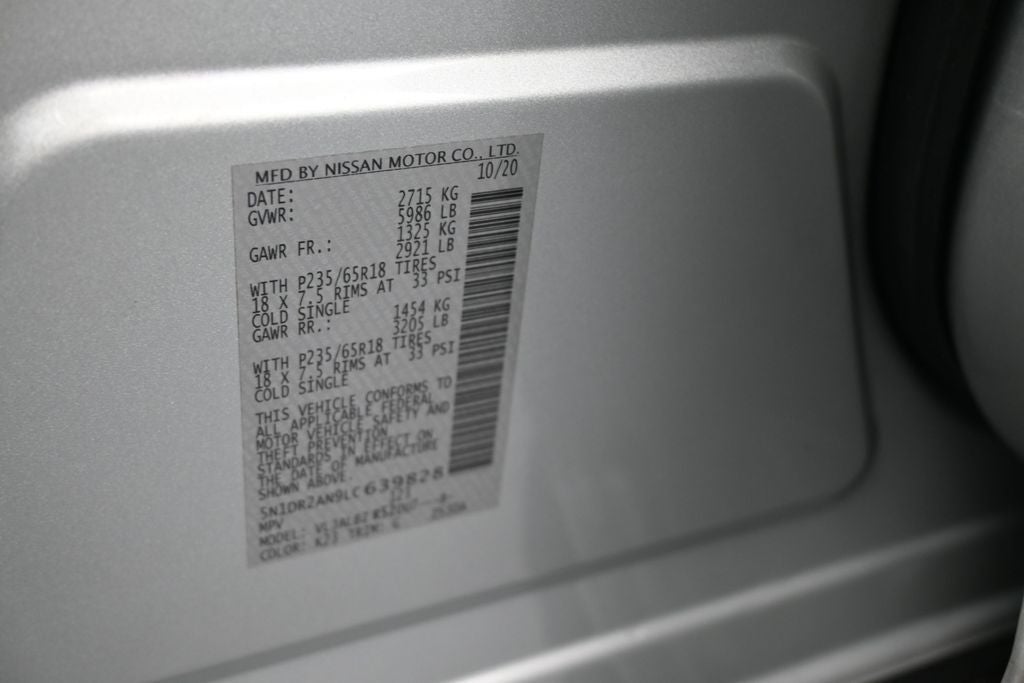 MFD BY NISSAN MOTOR CO., LTD.
DATE: 10/20
GVWR: 2715 KG
5986 LB
GAWR FR.: 1325 KG
2921 LB
WITH P235/65R18 TIRES
18 X 7.5 RIMS AT 33 PSI
COLD SINGLE
GAWR RR.: 1454 KG
3205 LB
WITH P235/65R18 TIRES
18 X 7.5 RIMS AT 33 PSI
COLD SINGLE
THIS VEHICLE CONFORMS TO
ALL APPLICABLE FEDERAL
MOTOR VEHICLE SAFETY AND
THEFT PREVENTION
STANDARDS IN EFFECT ON
THE DATE OF MANUFACTURE
SHOWN ABOVE.
5N1DR2AN9LC639828
MPV
MODEL:
COLOR: K23 TRIM: G